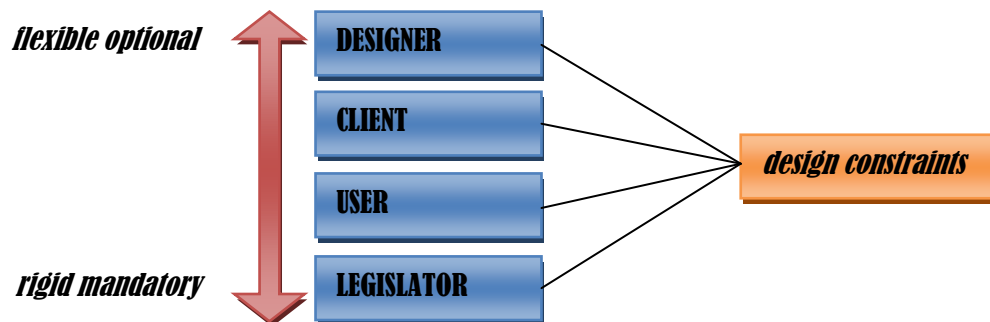 flexible optional
DESIGNER
CLIENT
design constraints
USER
rigid mandatory
LEGISLATOR